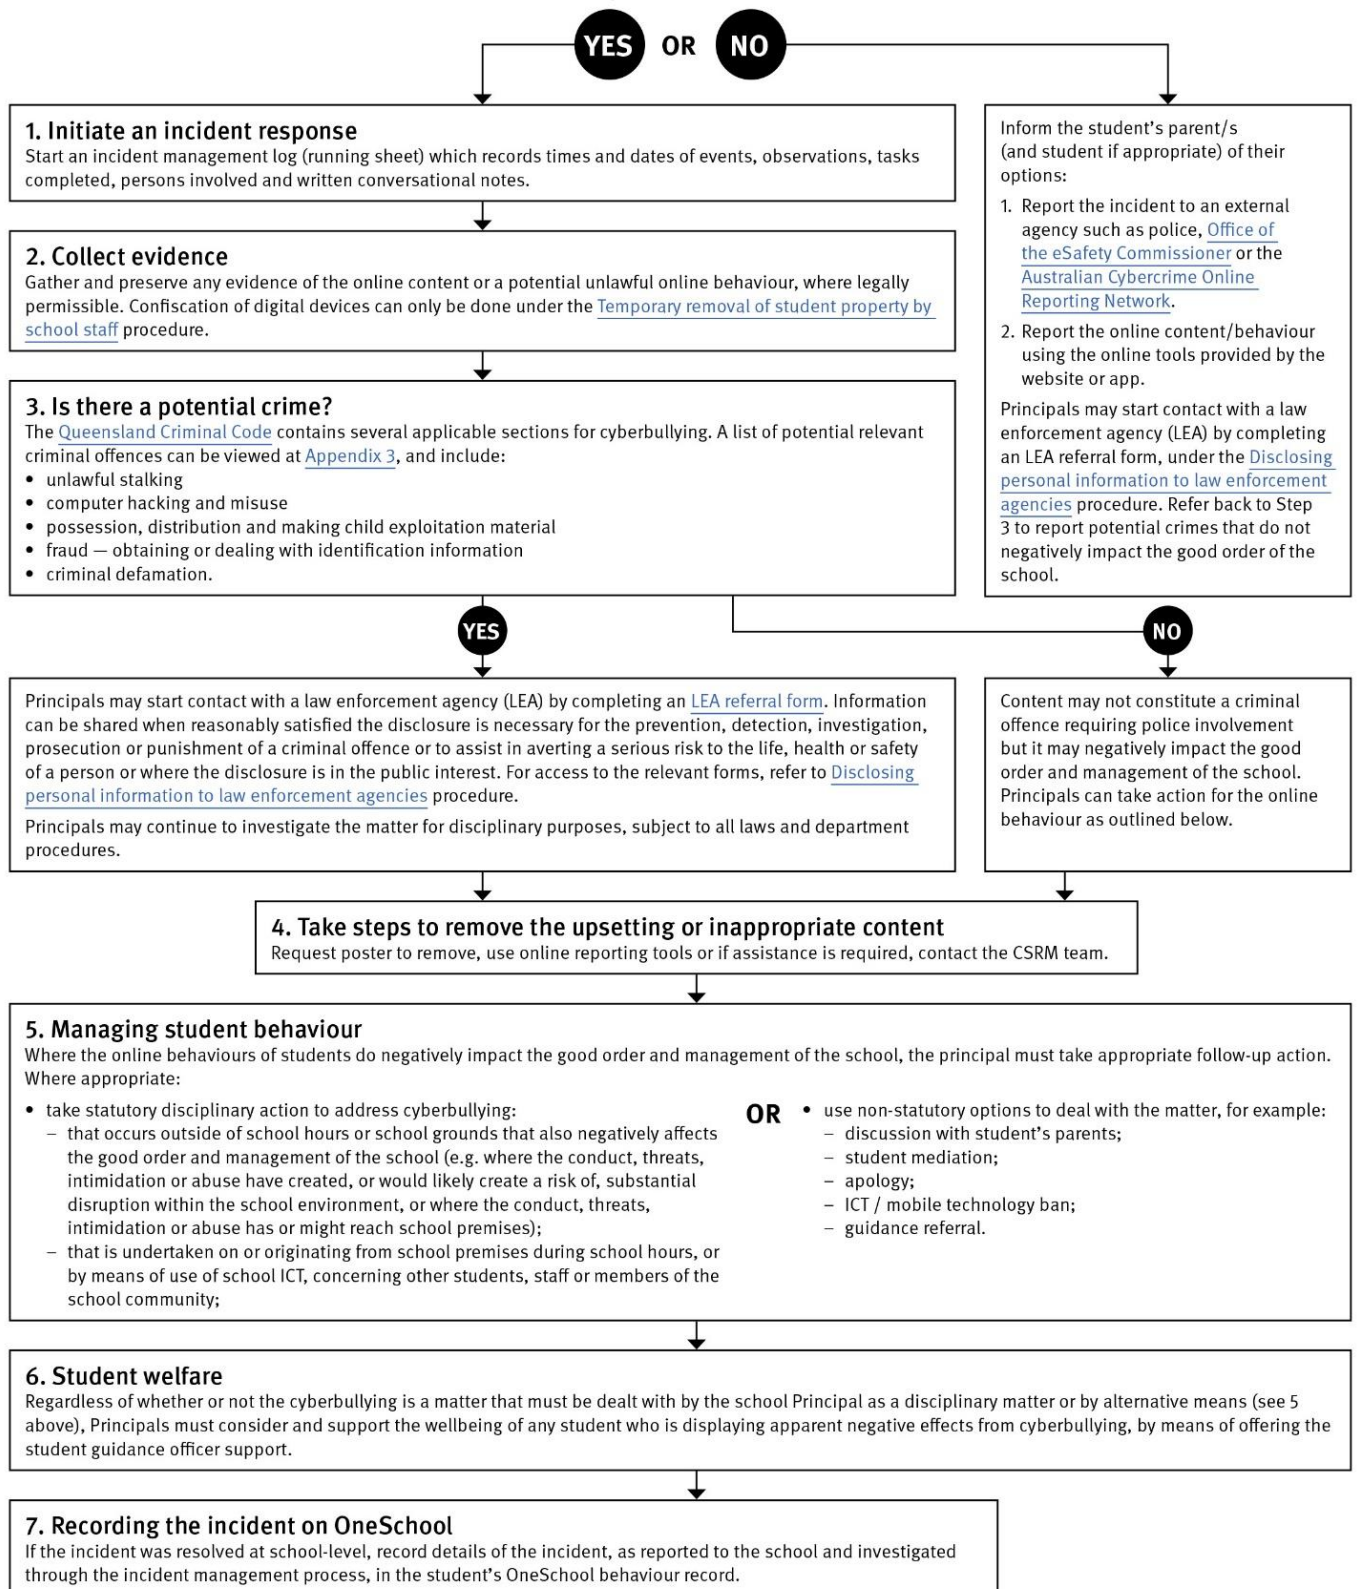 YES OR NO
1. Initiate an incident response
Start an incident management log (running sheet) which records times and dates of events, observations, tasks
completed, persons involved and written conversational notes.
2. Collect evidence
Gather and preserve any evidence of the online content or a potential unlawful online behaviour, where legally
permissible. Confiscation of digital devices can only be done under the Temporary removal of student property by
school staff procedure.
3. Is there a potential crime?
The Queensland Criminal Code contains several applicable sections for cyberbullying. A list of potential relevant
criminal offences can be viewed at Appendix 3, and include:
• unlawful stalking
• computer hacking and misuse
• possession, distribution and making child exploitation material
• fraud — obtaining or dealing with identification information
• criminal defamation.
Inform the student's parent/s
(and student if appropriate) of their
options:
1. Report the incident to an external
agency such as police, Office of
the eSafety Commissioner or the
Australian Cybercrime Online
Reporting Network.
2. Report the online content/behaviour
using the online tools provided by the
website or app.
Principals may start contact with a law
enforcement agency (LEA) by completing
an LEA referral form, under the Disclosing
personal information to law enforcement
agencies procedure. Refer back to Step
3 to report potential crimes that do not
negatively impact the good order of the
school.
YES
NO
Principals may start contact with a law enforcement agency (LEA) by completing an LEA referral form. Information
can be shared when reasonably satisfied the disclosure is necessary for the prevention, detection, investigation,
prosecution or punishment of a criminal offence or to assist in averting a serious risk to the life, health or safety
of a person or where the disclosure is in the public interest. For access to the relevant forms, refer to Disclosing
personal information to law enforcement agencies procedure.
Principals may continue to investigate the matter for disciplinary purposes, subject to all laws and department
procedures.
Content may not constitute a criminal
offence requiring police involvement
but it may negatively impact the good
order and management of the school.
Principals can take action for the online
behaviour as outlined below.
4. Take steps to remove the upsetting or inappropriate content
Request poster to remove, use online reporting tools or if assistance is required, contact the CSRM team.
5. Managing student behaviour
Where the online behaviours of students do negatively impact the good order and management of the school, the principal must take appropriate follow-up action.
Where appropriate:
• take statutory disciplinary action to address cyberbullying:
– that occurs outside of school hours or school grounds that also negatively affects
the good order and management of the school (e.g. where the conduct, threats,
intimidation or abuse have created, or would likely create a risk of, substantial
disruption within the school environment, or where the conduct, threats,
intimidation or abuse has or might reach school premises);
– that is undertaken on or originating from school premises during school hours, or
by means of use of school ICT, concerning other students, staff or members of the
school community;
OR
• use non-statutory options to deal with the matter, for example:
– discussion with student's parents;
– student mediation;
– apology;
– ICT / mobile technology ban;
– guidance referral.
6. Student welfare
Regardless of whether or not the cyberbullying is a matter that must be dealt with by the school Principal as a disciplinary matter or by alternative means (see 5
above), Principals must consider and support the wellbeing of any student who is displaying apparent negative effects from cyberbullying, by means of offering the
student guidance officer support.
7. Recording the incident on OneSchool
If the incident was resolved at school-level, record details of the incident, as reported to the school and investigated
through the incident management process, in the student's OneSchool behaviour record.